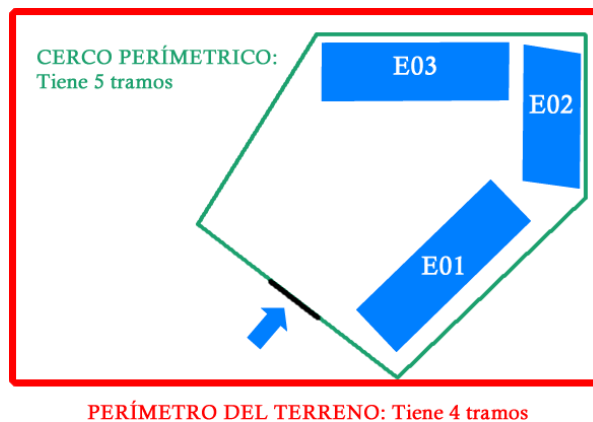 CERCO PERÍMETRICO:
Tiene 5 tramos
E03
E02
E01
PERÍMETRO DEL TERRENO: Tiene 4 tramos